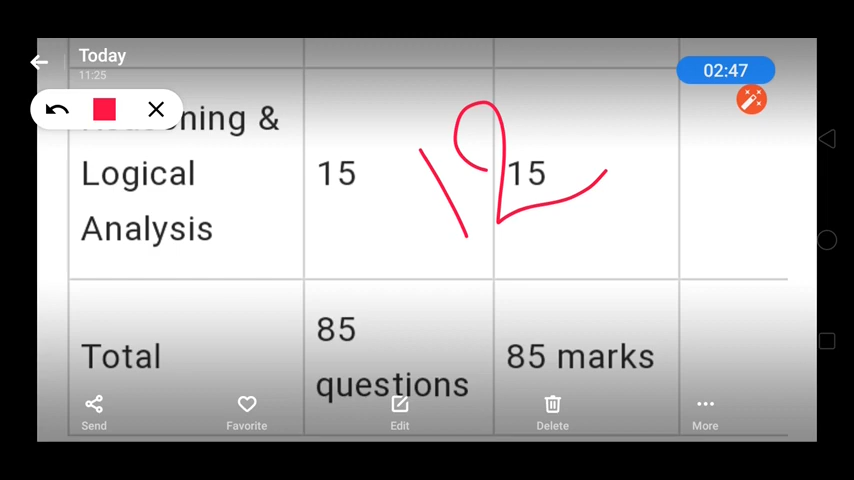 Today
11:25
02:47
Reasoning &
Logical
Analysis
15
12
15
Total
85
questions
85 marks
Send
Favorite
Edit
Delete
More